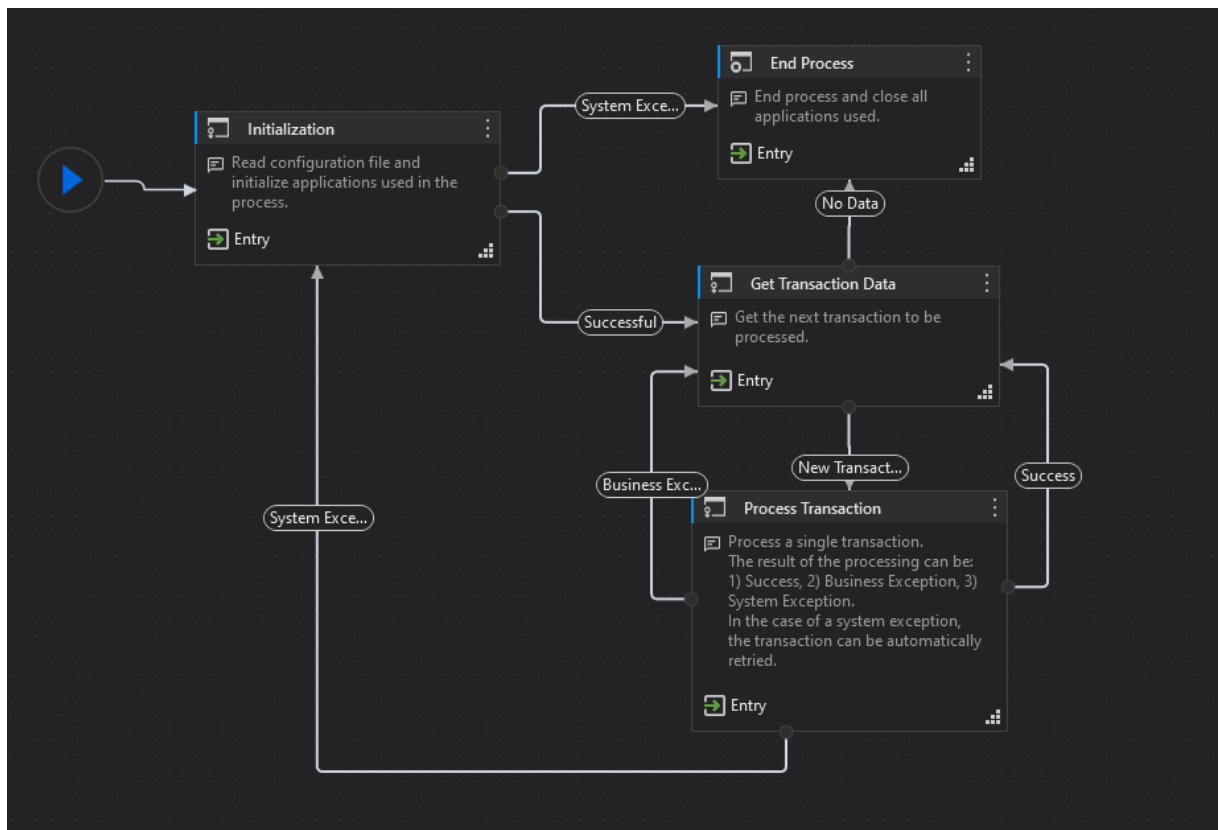 End Process
End process and close all
applications used.
Entry
System Exce...
Initialization
Read configuration file and
initialize applications used in the
process.
Entry
No Data
Get Transaction Data
Get the next transaction to be
processed.
Entry
Successful
New Transact...
Business Exc...
Success
System Exce...
Process Transaction
Process a single transaction.
The result of the processing can be:
1) Success, 2) Business Exception, 3)
System Exception.
In the case of a system exception,
the transaction can be automatically
retried.
Entry